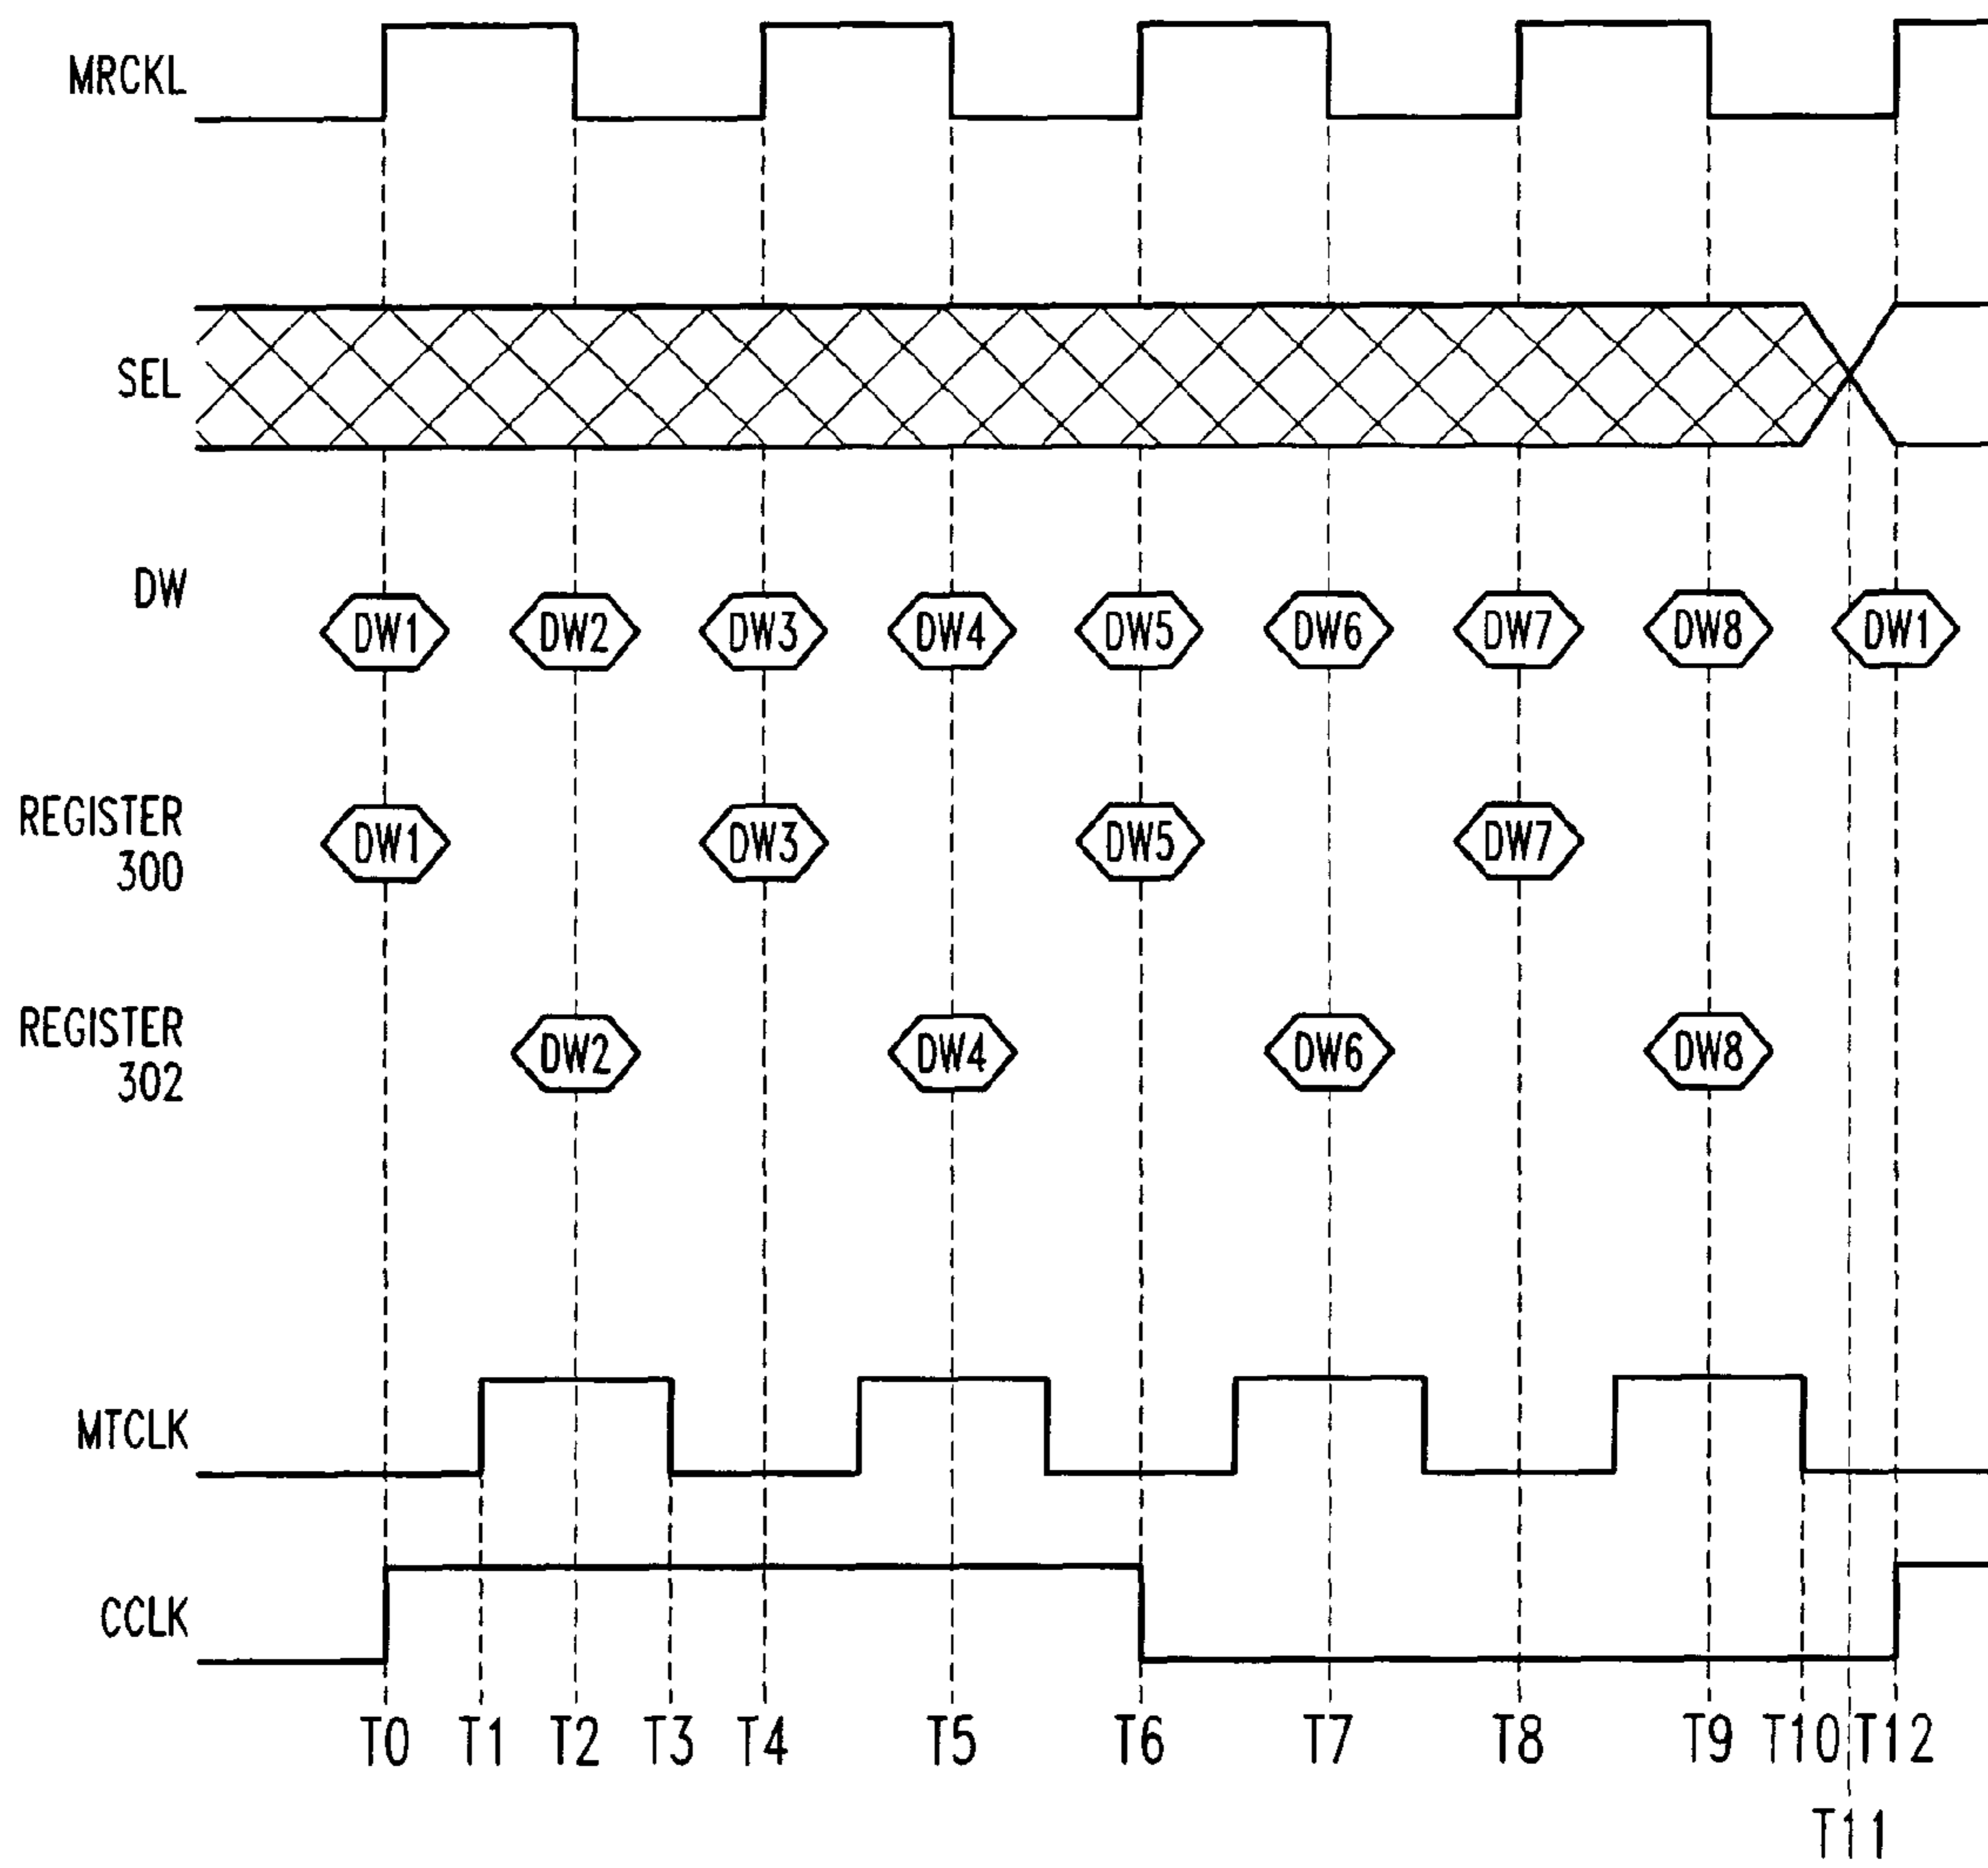 MRCKL
SEL
DW
DW1 DW2 DW3 DW4 DW5 DW6 DW7 DW8 DW1
REGISTER
300
DW1 DW3 DW5 DW7
REGISTER
302
DW2 DW4 DW6 DW8
MTCLK
CCLK
T0 T1 T2 T3 T4 T5 T6 T7 T8 T9 T10 T12
T11